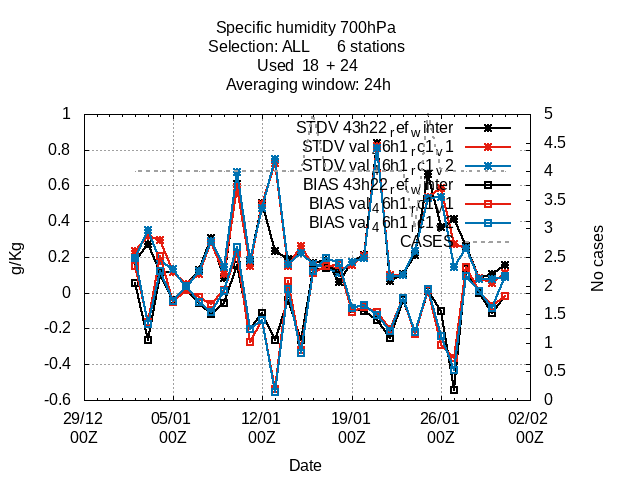 Specific humidity 700hPa
Selection: ALL 6 stations
Used 18 + 24
Averaging window: 24h
1
0.8
0.6
0.4
0.2
0
-0.2
-0.4
-0.6
g/Kg
5
4.5
4
3.5
3
2.5
2
1.5
1
0.5
0
No cases
STDV 43h22_ref_winter
STDV val_46h1_rc1_v1
STDV val_46h1_rc1_v2
BIAS 43h22_ref_winter
BIAS val_46h1_rc1 1
BIAS val_46h1_rc1
CASES
29/12 05/01 12/01 19/01 26/01 02/02
00Z 00Z 00Z 00Z 00Z 00Z
Date